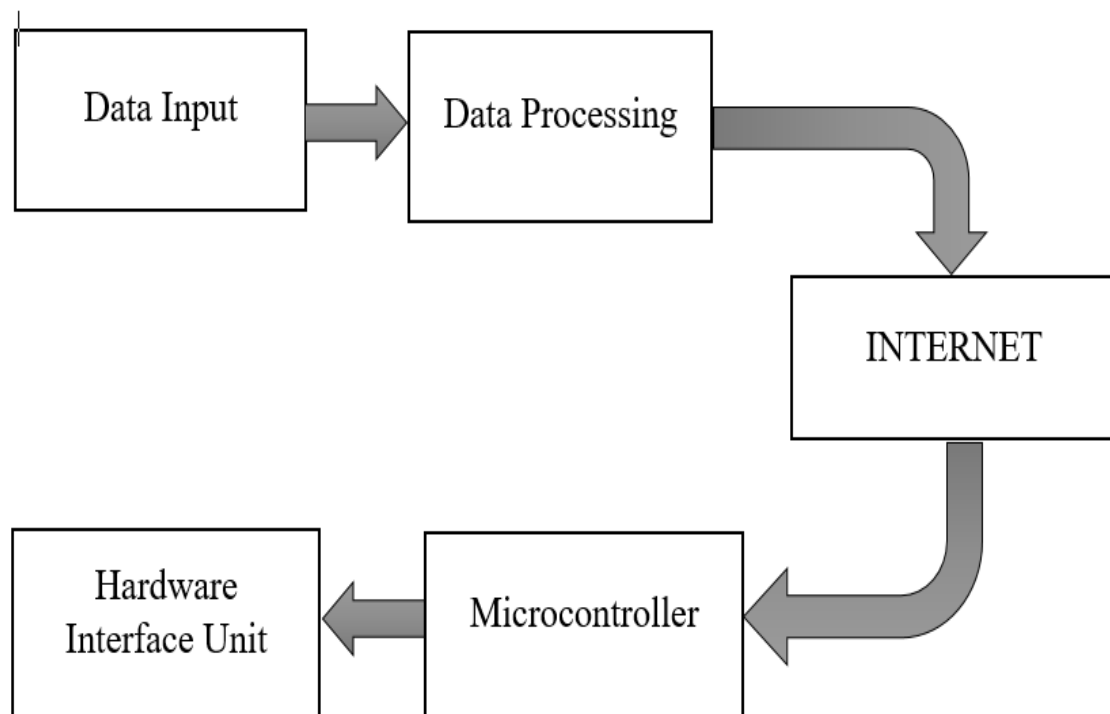 Data Input
Data Processing
INTERNET
Microcontroller
Hardware
Interface Unit